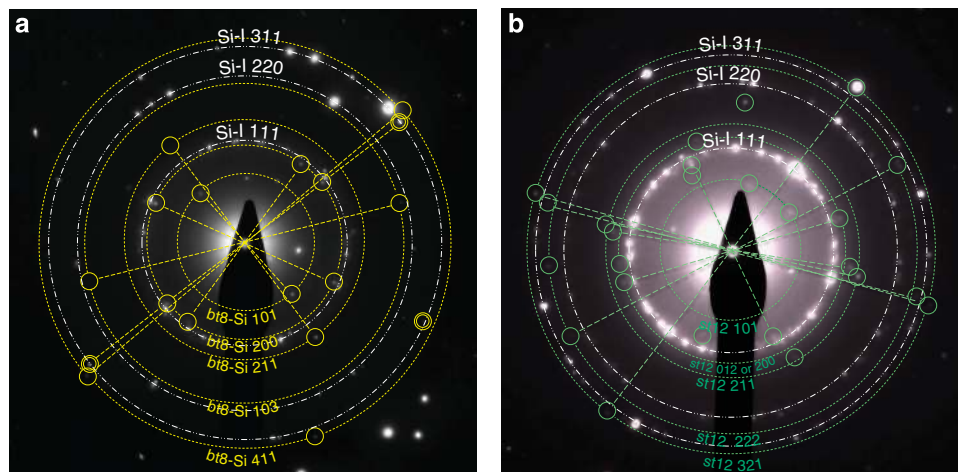 a
Si-I 311
Si-I 220
Si-I 111
bt8-Si 101
bt8-Si 200
bt8-Si 211
bt8-Si 103
bt8-Si 411
b
Si-I 311
Si-I 220
Si-I 111
st12 101
st12 012 or 200
st12 211
st12 222
st12 321